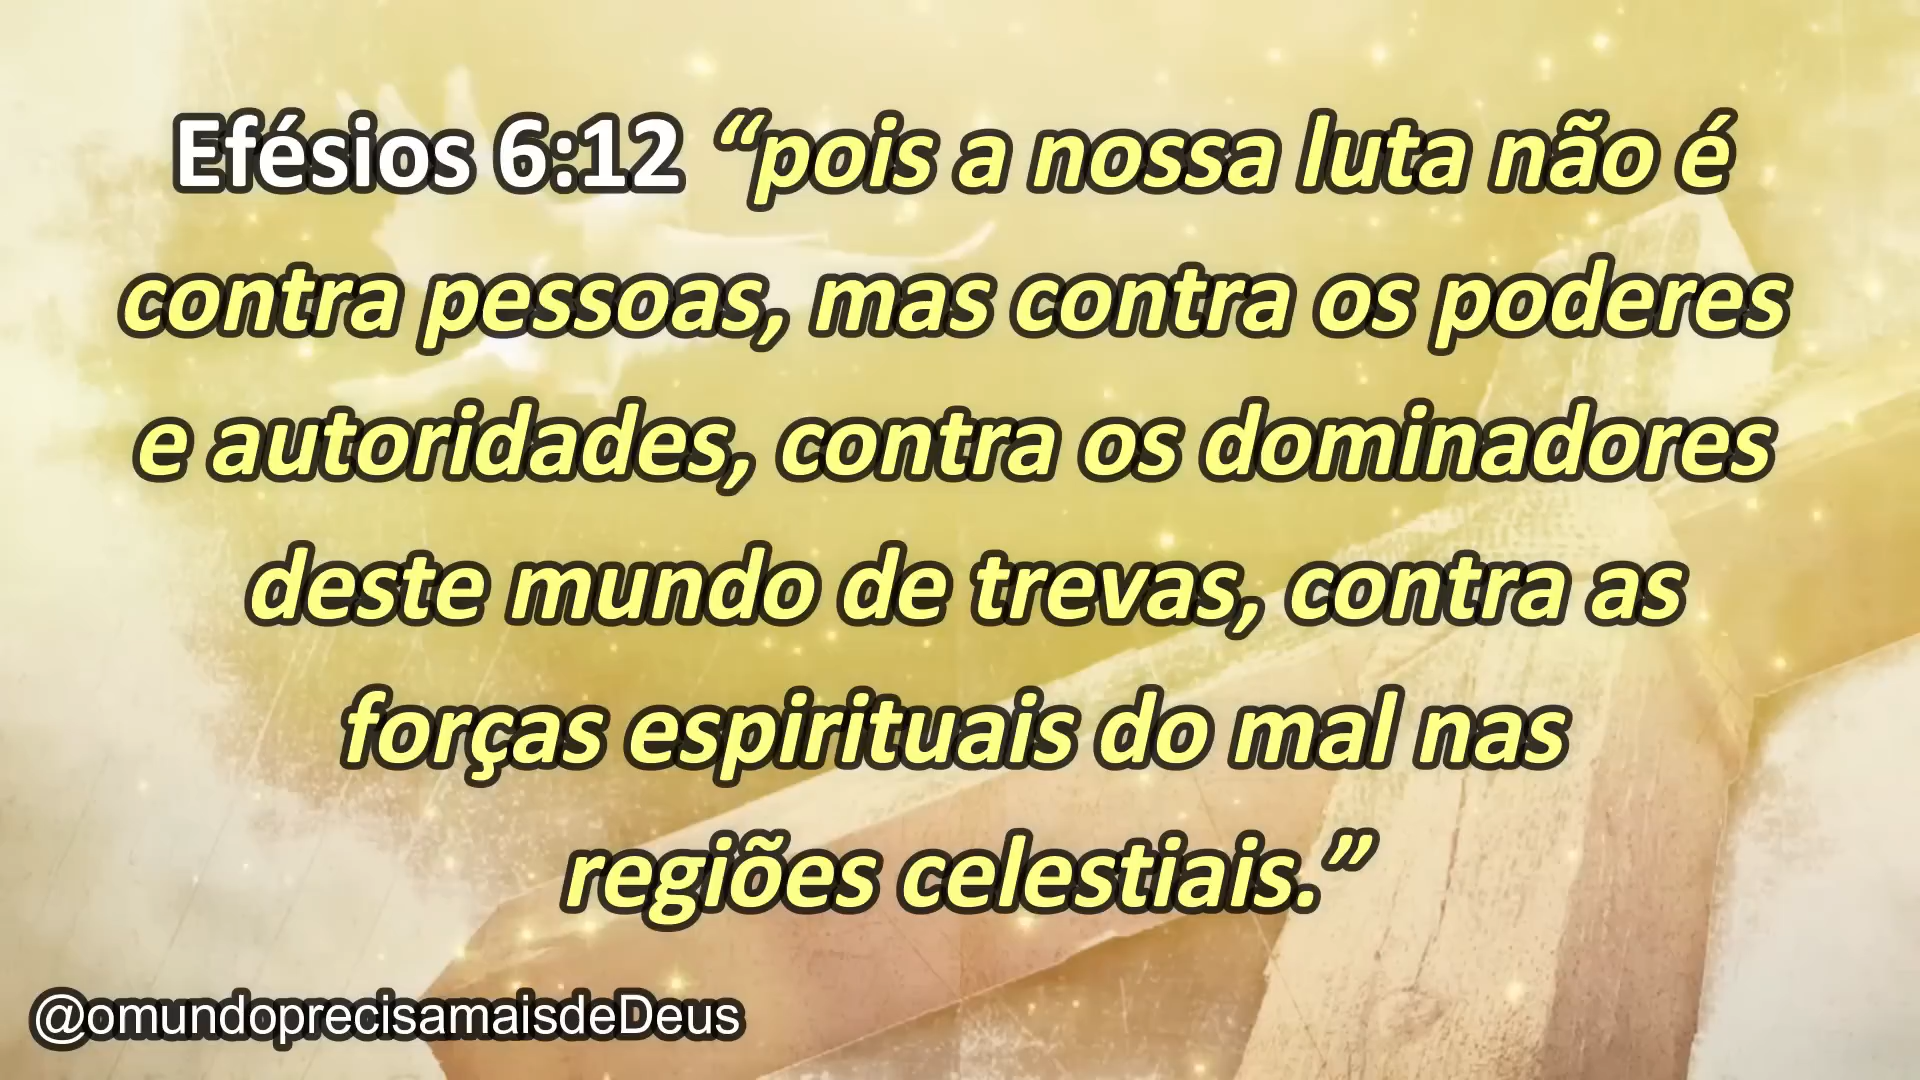 Efésios 6:12 “pois a nossa luta não é
contra pessoas, mas contra os poderes
e autoridades, contra os dominadores
deste mundo de trevas, contra as
forças espirituais do mal nas
regiões celestiais.”
@omundoprecisamaisdeDeus